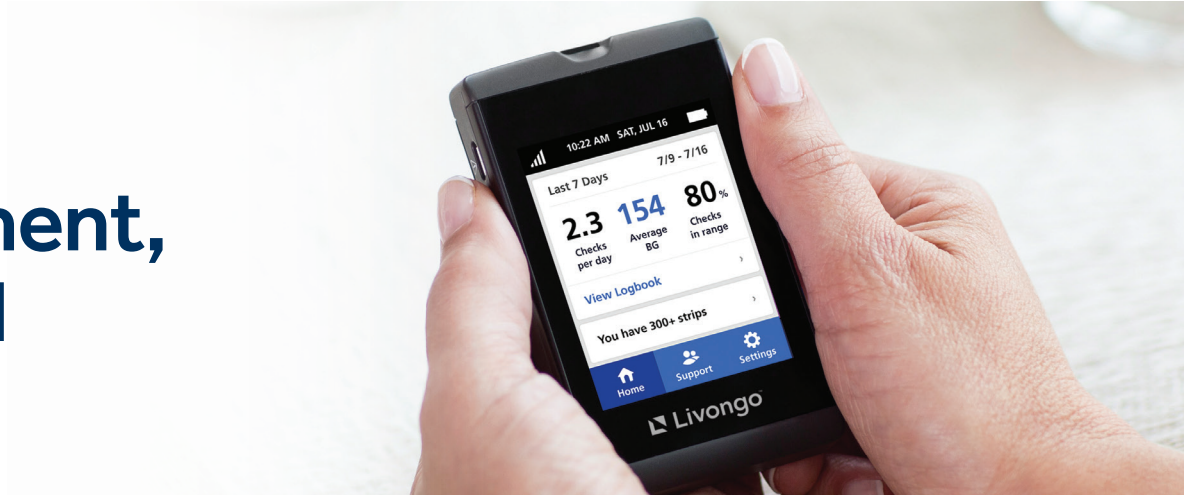 ment,
10:22 AM SAT, JUL 16
Last 7 Days 7/9 - 7/16
2.3 154 80%
Checks per day Average BG Checks in range
View Logbook
You have 300+ strips
Home Support Settings
Livongo